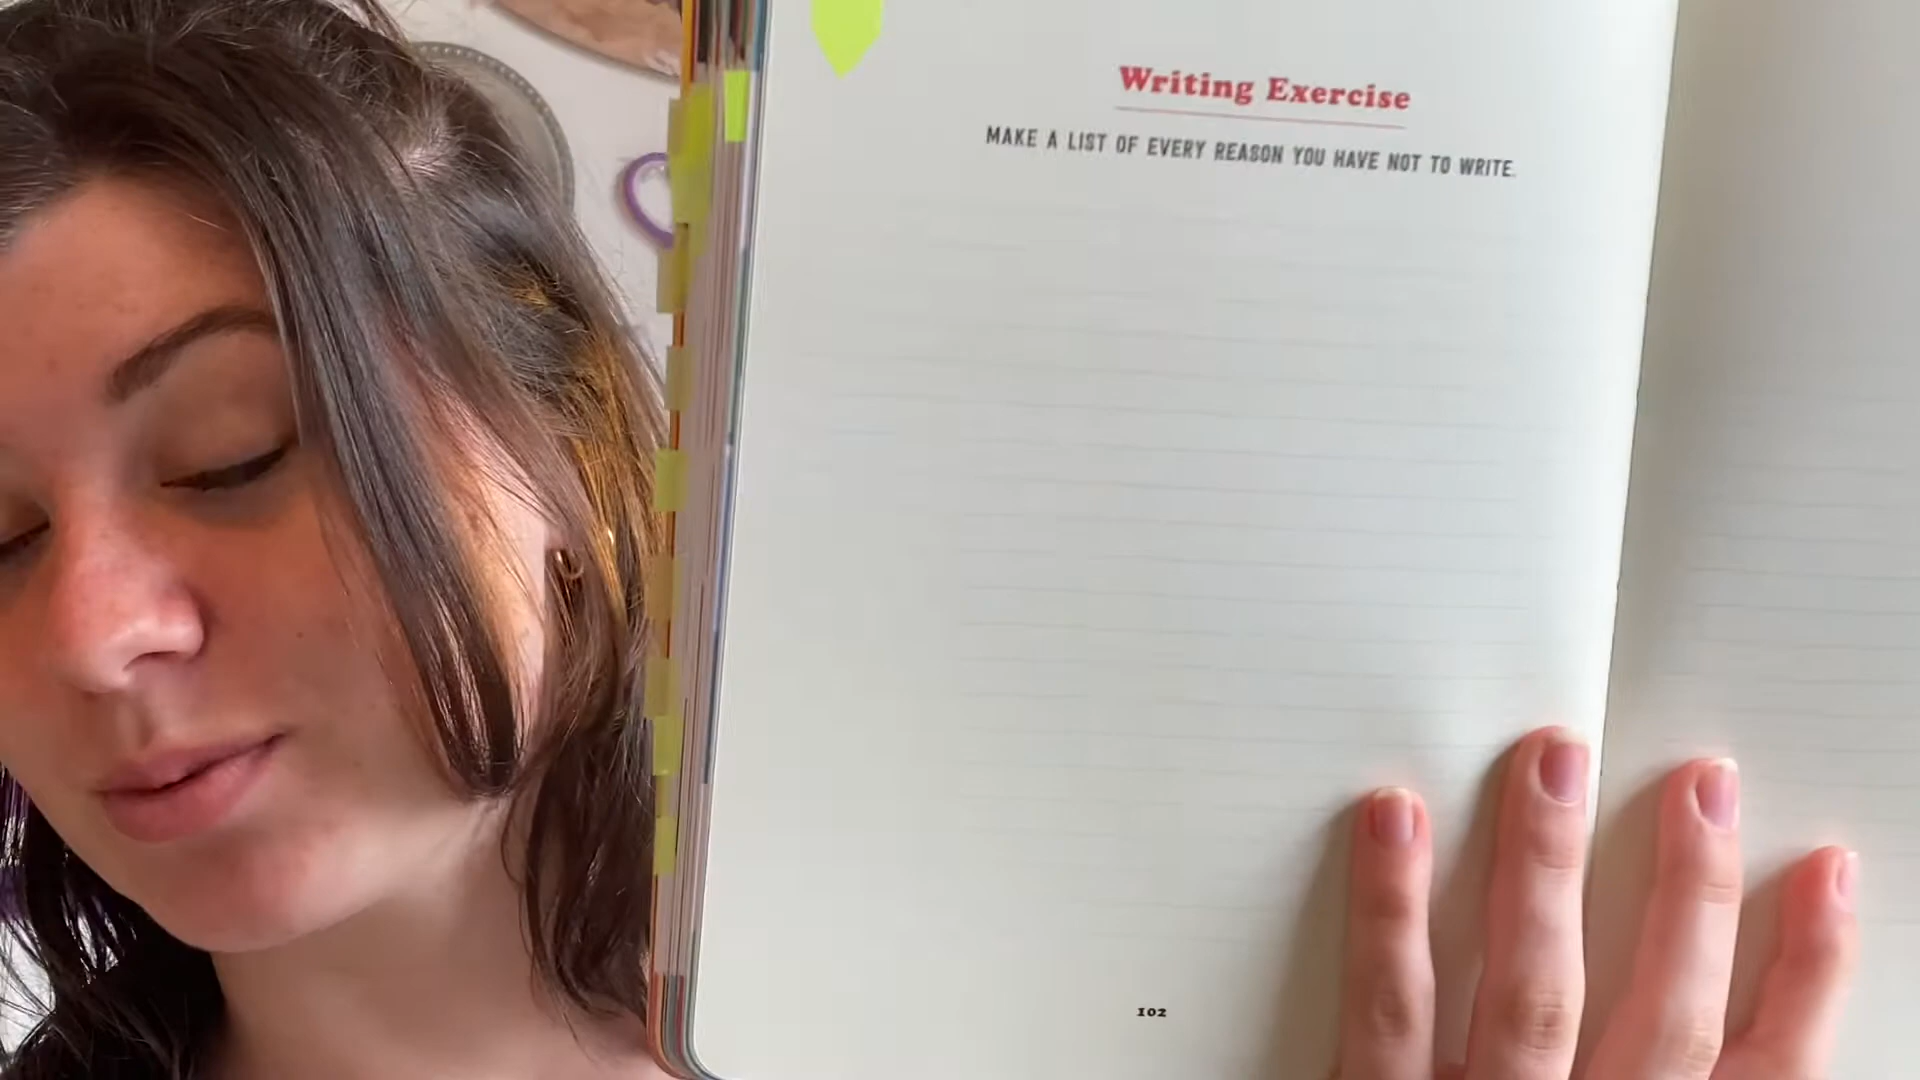 Writing Exercise
MAKE A LIST OF EVERY REASON YOU HAVE NOT TO WRITE.
102